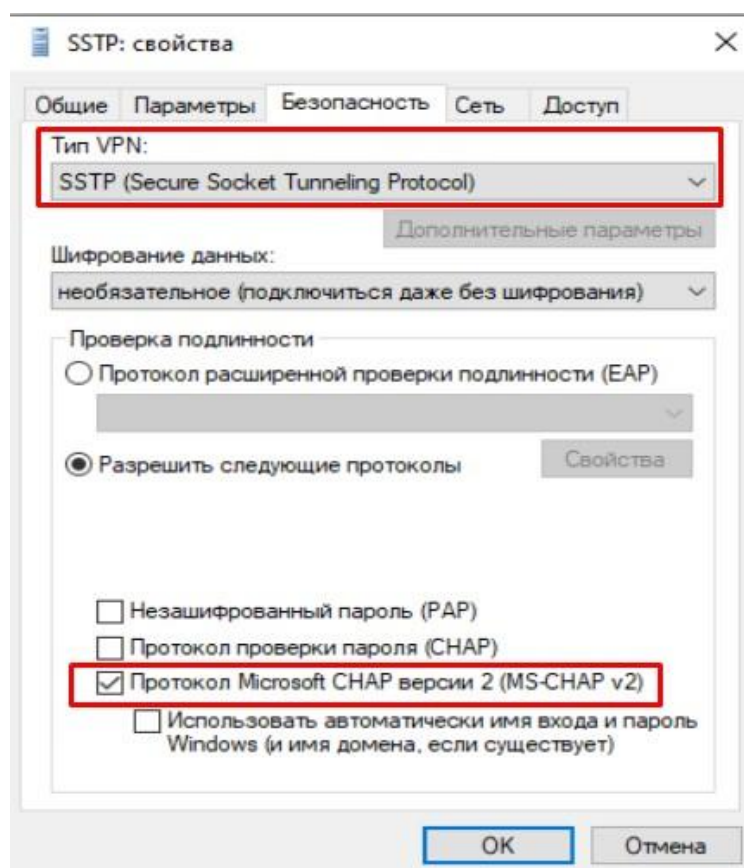 SSTP: свойства
Общие Параметры Безопасность Сеть Доступ
Тип VPN:
SSTP (Secure Socket Tunneling Protocol)
Дополнительные параметры
Шифрование данных:
необязательное (подключиться даже без шифрования)
Проверка подлинности
Протокол расширенной проверки подлинности (EAP)
Разрешить следующие протоколы
Свойства
Незашифрованный пароль (PAP)
Протокол проверки пароля (CHAP)
Протокол Microsoft CHAP версии 2 (MS-CHAP v2)
Использовать автоматически имя входа и пароль
Windows (и имя домена, если существует)
OK Отмена